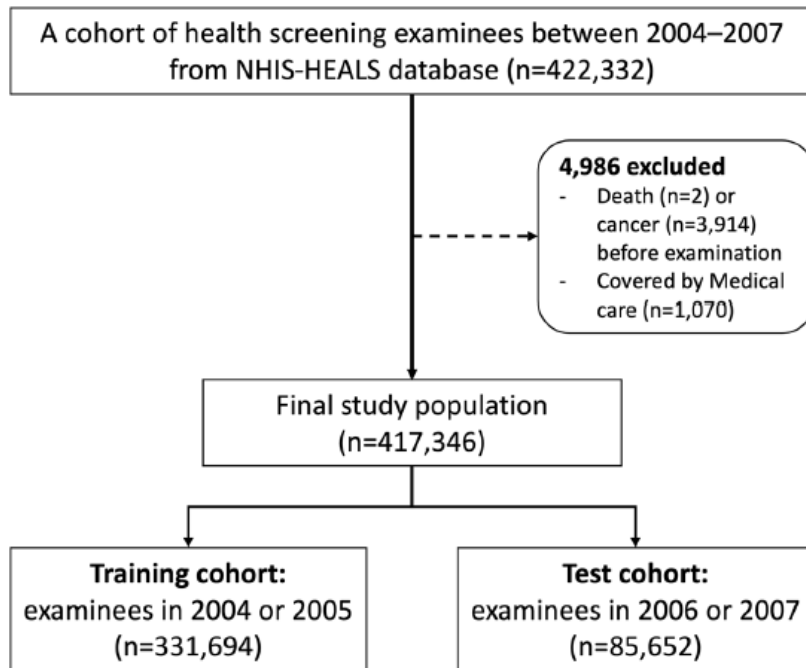 A cohort of health screening examinees between 2004–2007
from NHIS-HEALS database (n=422,332)
4,986 excluded
- Death (n=2) or
cancer (n=3,914)
before examination
- Covered by Medical
care (n=1,070)
Final study population
(n=417,346)
Training cohort:
examinees in 2004 or 2005
(n=331,694)
Test cohort:
examinees in 2006 or 2007
(n=85,652)